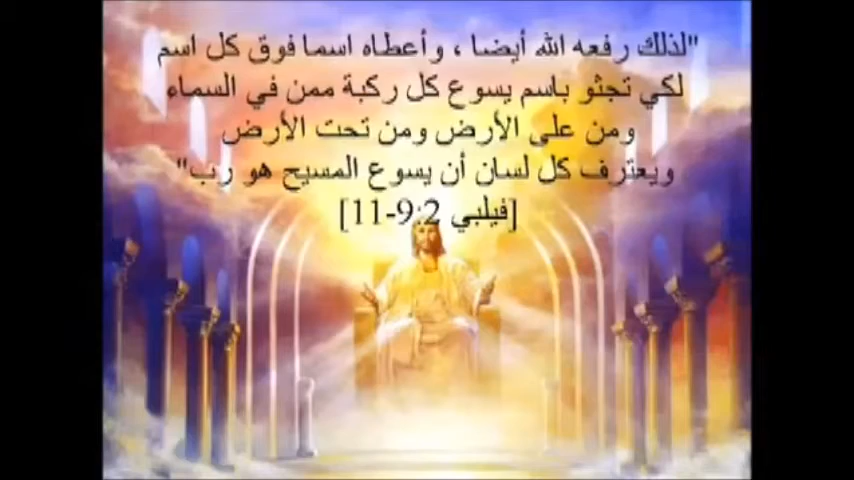 "لذلك رفعه الله أيضا ، وأعطاه اسما فوق كل اسم
لكي تجثو باسم يسوع كل ركبة ممن في السماء
ومن على الأرض ومن تحت الأرض
ويعترف كل لسان أن يسوع المسيح هو رب"
[فيلبي 2:9-11]